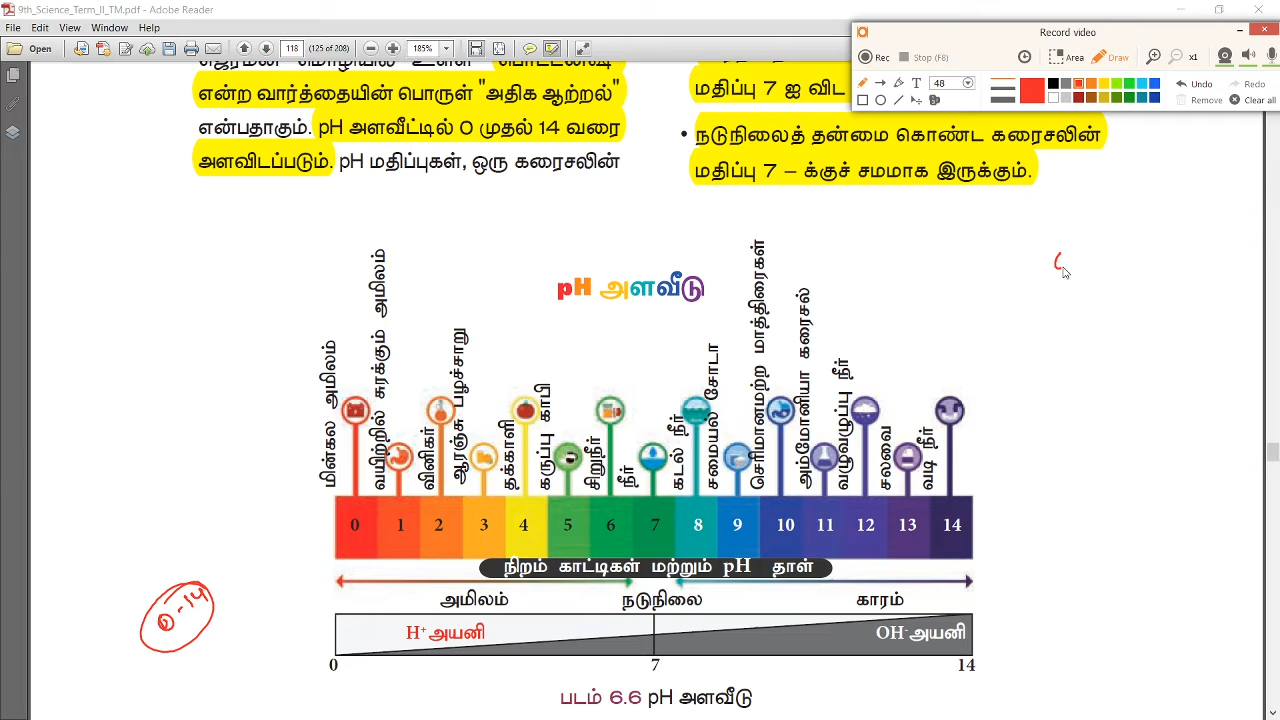 9th_Science_Term_II_TM.pdf - Adobe Reader
File Edit View Window Help
Open
118 (125 of 208)
185%
Record video
Rec
Stop (F8)
Area
Draw
x1
T
48
Undo
Redo
Remove
Clear all
என்ற வார்த்தையின் பொருள் "அதிக ஆற்றல்"
என்பதாகும். pH அளவீட்டில் 0 முதல் 14 வரை
அளவிடப்படும். pH மதிப்புகள், ஒரு கரைசலின்
மதிப்பு 7 ஐ விட
• நடுநிலைத் தன்மை கொண்ட கரைசலின்
மதிப்பு 7 – க்குச் சமமாக இருக்கும்.
pH அளவீடு
மின்கல அமிலம்
வயிற்றில் சுரக்கும் அமிலம்
வினிகர்
ஆரஞ்சு பழச்சாறு
தக்காளி
கருப்பு காபி
சிறுநீர்
நீர்
கடல் நீர்
சமையல் சோடா
செரிமானமற்ற மாத்திரைகள்
அம்மோனியா கரைசல்
வழுவழுப்பு நீர்
சலவை
வடி நீர்
0 1 2 3 4 5 6 7 8 9 10 11 12 13 14
நிறம் காட்டிகள் மற்றும் pH தாள்
அமிலம் நடுநிலை காரம்
H⁺அயனி
OH⁻அயனி
0 7 14
0-14
படம் 6.6 pH அளவீடு